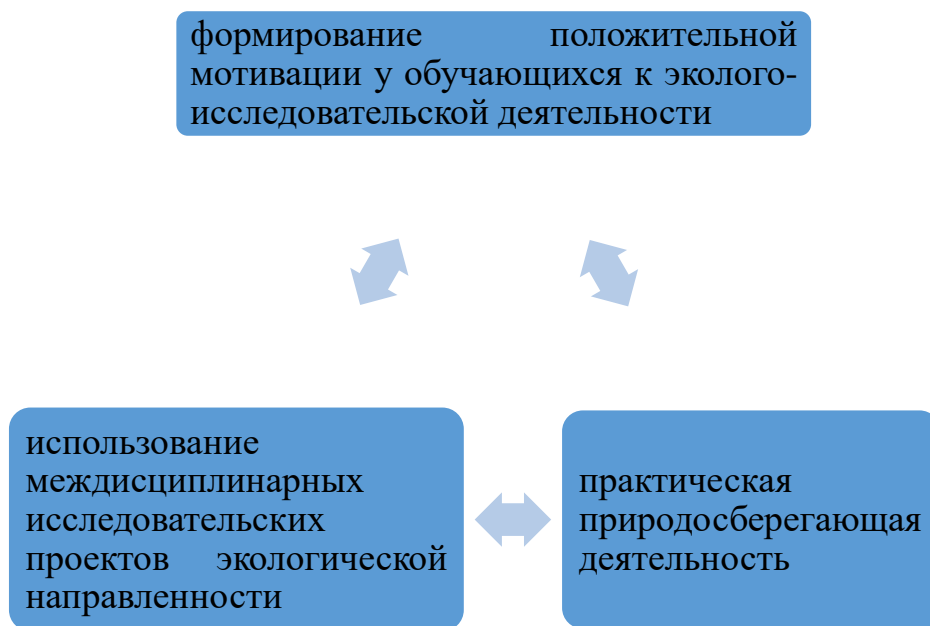 формирование положительной
мотивации у обучающихся к эколого-
исследовательской деятельности
использование
междисциплинарных
исследовательских
проектов экологической
направленности
практическая
природосберегающая
деятельность